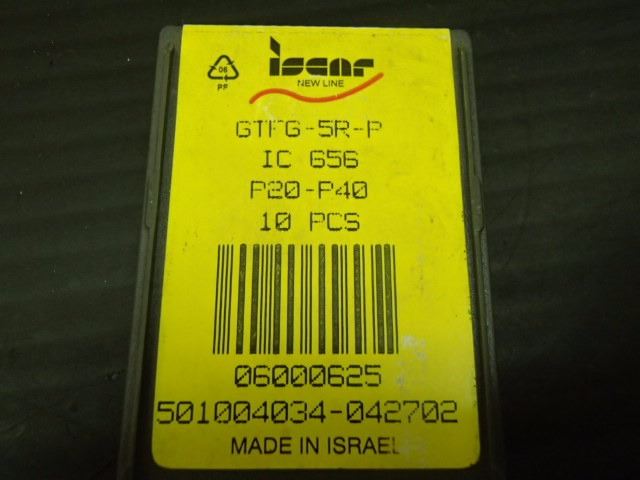 iscar
NEW LINE
06
PP
GTFG-5R-P
IC 656
P20-P40
10 PCS
06000625
501004034-042702
MADE IN ISRAEL